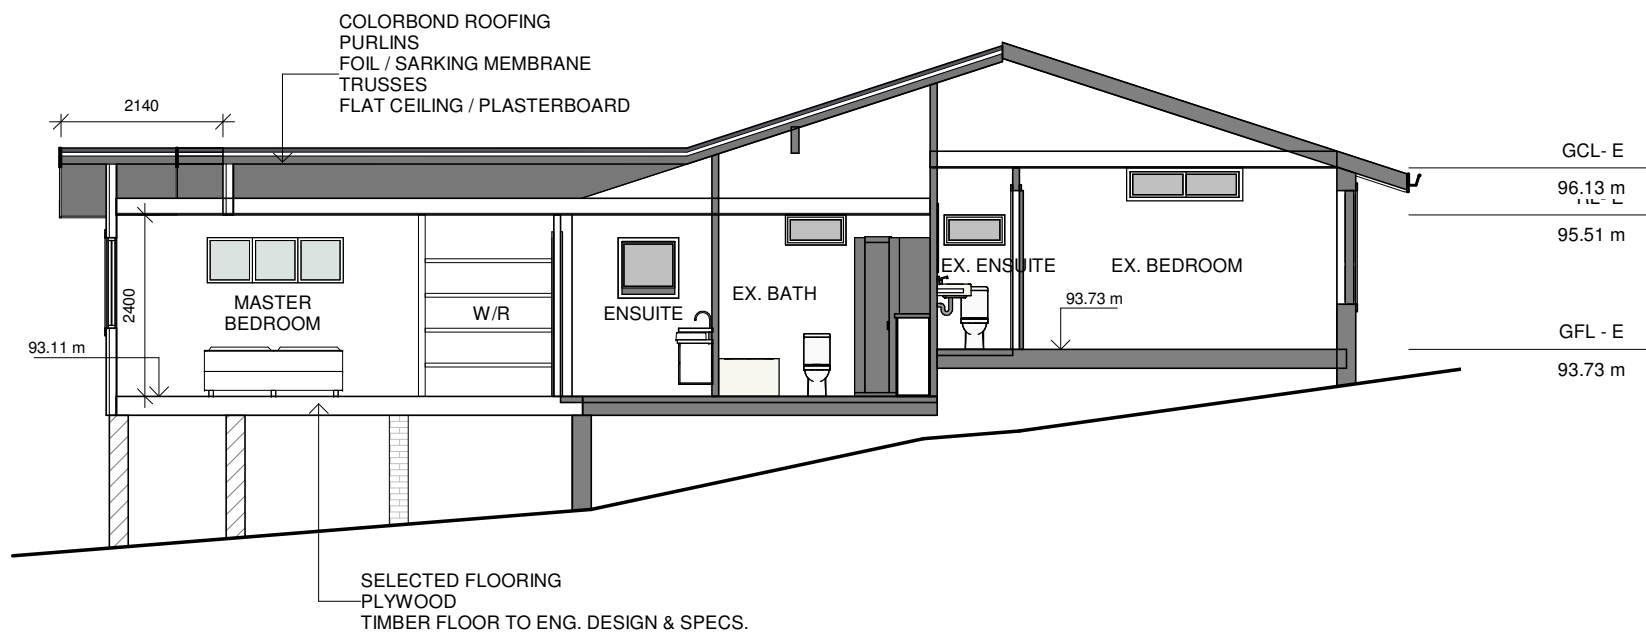 COLORBOND ROOFING
PURLINS
FOIL / SARKING MEMBRANE
TRUSSES
FLAT CEILING / PLASTERBOARD
2140
GCL- E
96.13 m
95.51 m
2400
MASTER
BEDROOM
W/R
ENSUITE
EX. BATH
EX. ENSUITE
EX. BEDROOM
93.73 m
93.11 m
GFL - E
93.73 m
SELECTED FLOORING
PLYWOOD
TIMBER FLOOR TO ENG. DESIGN & SPECS.